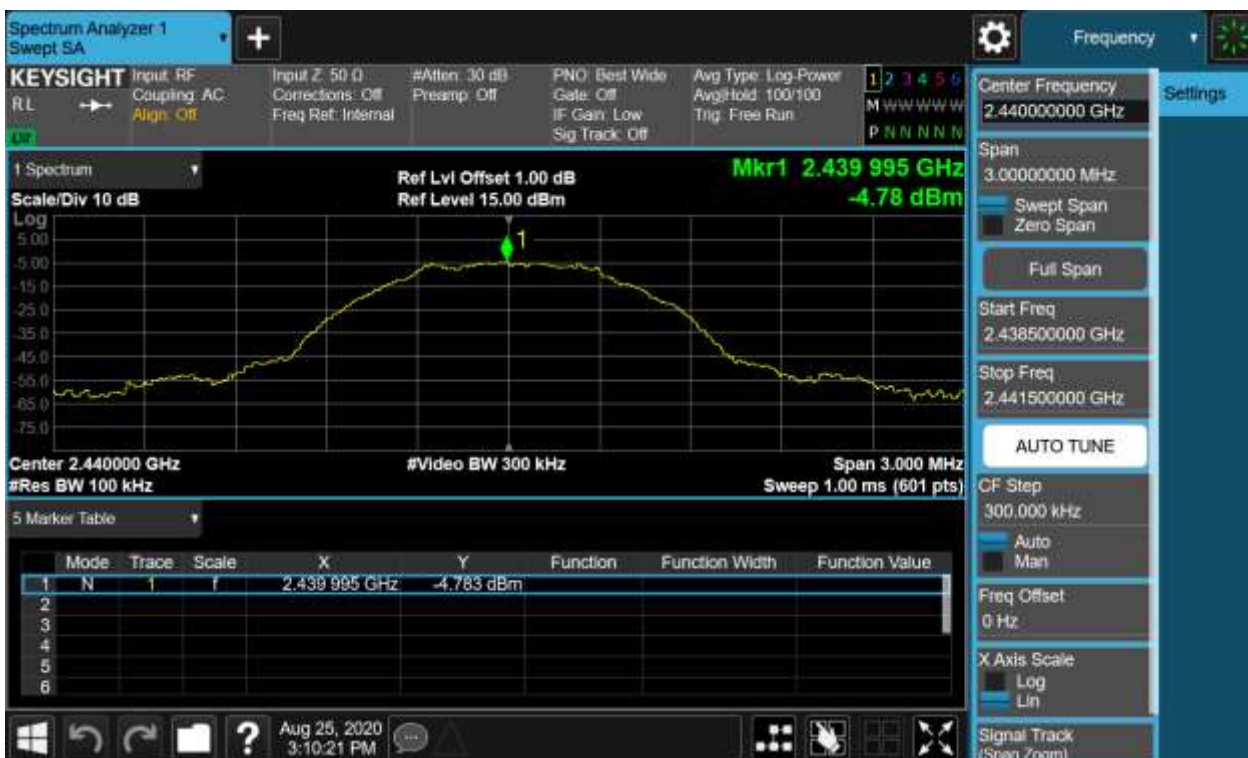 Spectrum Analyzer 1
Swept SA
+
Frequency
KEYSIGHT
RL
Input: RF
Coupling: AC
Align: Off
Input Z: 50 Ω
Corrections: Off
Freq Ref: Internal
#Atten: 30 dB
Preamp: Off
PNO: Best Wide
Gate: Off
IF Gain: Low
Sig Track: Off
Avg Type: Log-Power
Avg|Hold: 100/100
Trig: Free Run
1 2 3 4 5 6
M W W W W W
P N N N N N
1 Spectrum
Scale/Div 10 dB
Ref Lvl Offset 1.00 dB
Ref Level 15.00 dBm
Mkr1 2.439 995 GHz
-4.78 dBm
Log
5.00
-5.00
-15.0
-25.0
-35.0
-45.0
-55.0
-65.0
-75.0
1
Center 2.440000 GHz
#Video BW 300 kHz
Span 3.000 MHz
#Res BW 100 kHz
Sweep 1.00 ms (601 pts)
5 Marker Table
Mode Trace Scale X Y Function Function Width Function Value
1 N 1 f 2.439 995 GHz -4.783 dBm
2
3
4
5
6
?
Aug 25, 2020
3:10:21 PM
Center Frequency
2.440000000 GHz
Settings
Span
3.00000000 MHz
Swept Span
Zero Span
Full Span
Start Freq
2.438500000 GHz
Stop Freq
2.441500000 GHz
AUTO TUNE
CF Step
300.000 kHz
Auto
Man
Freq Offset
0 Hz
X Axis Scale
Log
Lin
Signal Track
(Span Zoom)